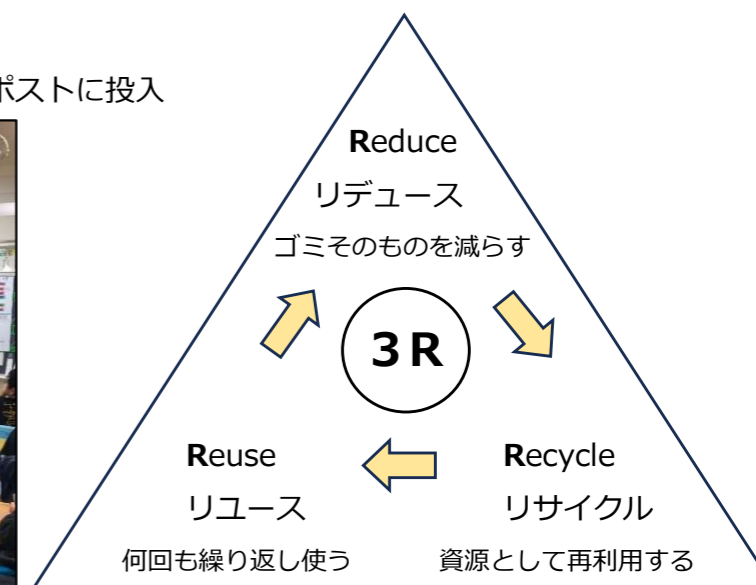 ポストに投入
Reduce
リデュース
ゴミそのものを減らす
3R
Reuse
リユース
何回も繰り返し使う
Recycle
リサイクル
資源として再利用する